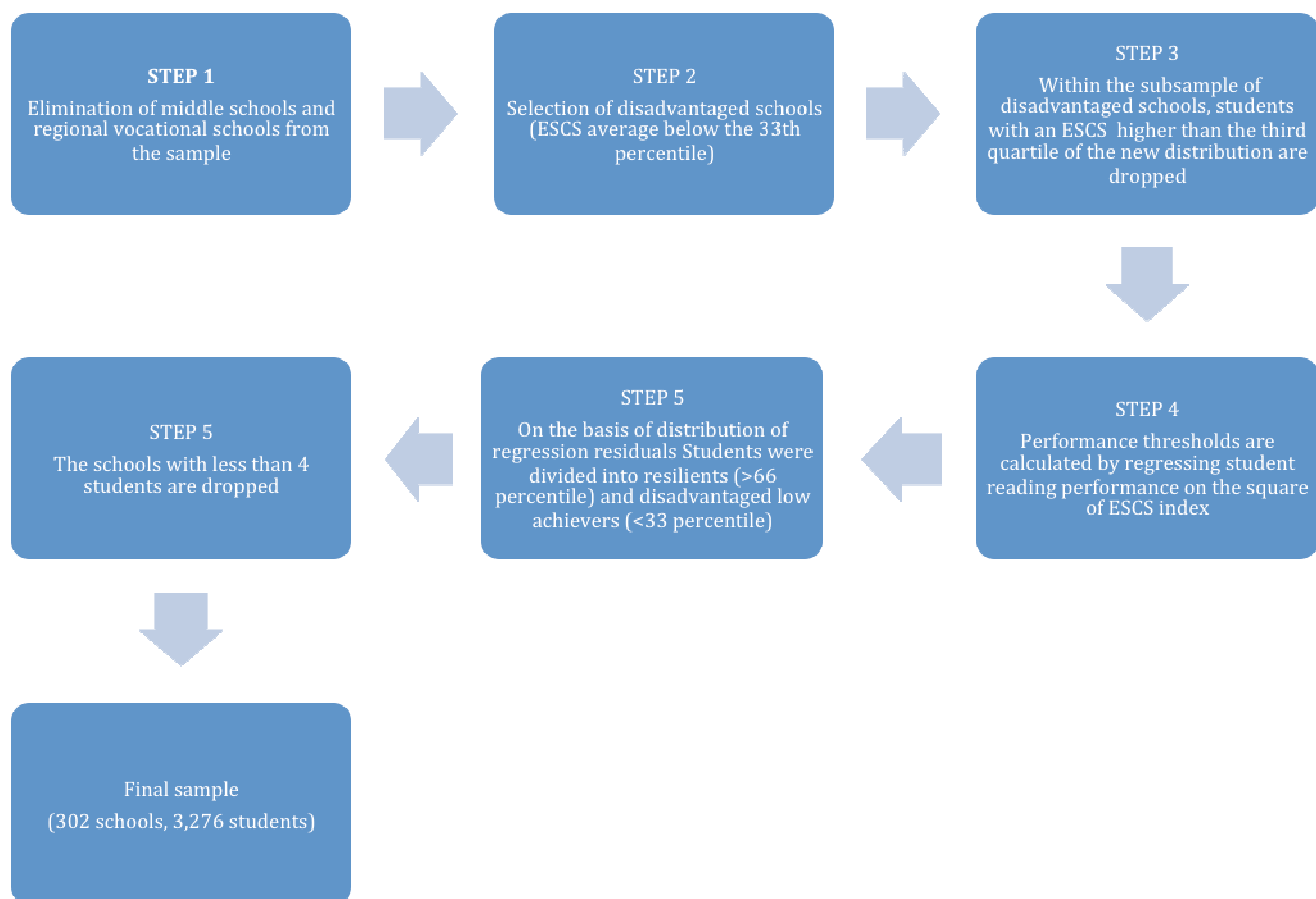 STEP 1
Elimination of middle schools and
regional vocational schools from
the sample
STEP 2
Selection of disadvantaged schools
(ESCS average below the 33th
percentile)
STEP 3
Within the subsample of
disadvantaged schools, students
with an ESCS higher than the third
quartile of the new distribution are
dropped
STEP 4
Performance thresholds are
calculated by regressing student
reading performance on the square
of ESCS index
STEP 5
On the basis of distribution of
regression residuals Students were
divided into resilients (>66
percentile) and disadvantaged low
achievers (<33 percentile)
STEP 5
The schools with less than 4
students are dropped
Final sample
(302 schools, 3,276 students)